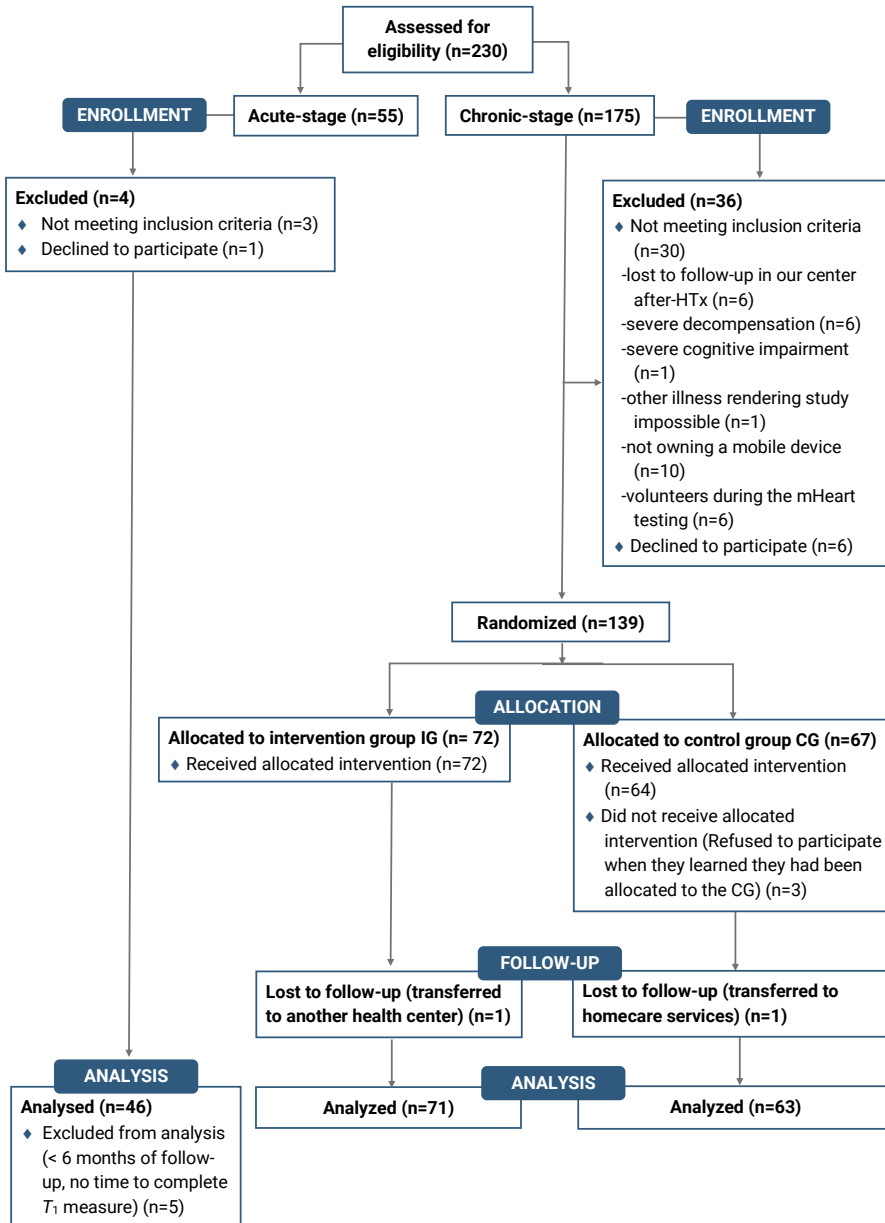 Assessed for
eligibility (n=230)
ENROLLMENT
Acute-stage (n=55)
Chronic-stage (n=175)
ENROLLMENT
Excluded (n=4)
♦ Not meeting inclusion criteria (n=3)
♦ Declined to participate (n=1)
Excluded (n=36)
♦ Not meeting inclusion criteria
(n=30)
-lost to follow-up in our center
after-HTx (n=6)
-severe decompensation (n=6)
-severe cognitive impairment
(n=1)
-other illness rendering study
impossible (n=1)
-not owning a mobile device
(n=10)
-volunteers during the mHeart
testing (n=6)
♦ Declined to participate (n=6)
Randomized (n=139)
ALLOCATION
Allocated to intervention group IG (n= 72)
♦ Received allocated intervention (n=72)
Allocated to control group CG (n=67)
♦ Received allocated intervention
(n=64)
♦ Did not receive allocated
intervention (Refused to participate
when they learned they had been
allocated to the CG) (n=3)
FOLLOW-UP
Lost to follow-up (transferred
to another health center) (n=1)
Lost to follow-up (transferred to
homecare services) (n=1)
ANALYSIS
Analysed (n=46)
♦ Excluded from analysis
(< 6 months of follow-
up, no time to complete
T₁ measure) (n=5)
ANALYSIS
Analyzed (n=71)
Analyzed (n=63)